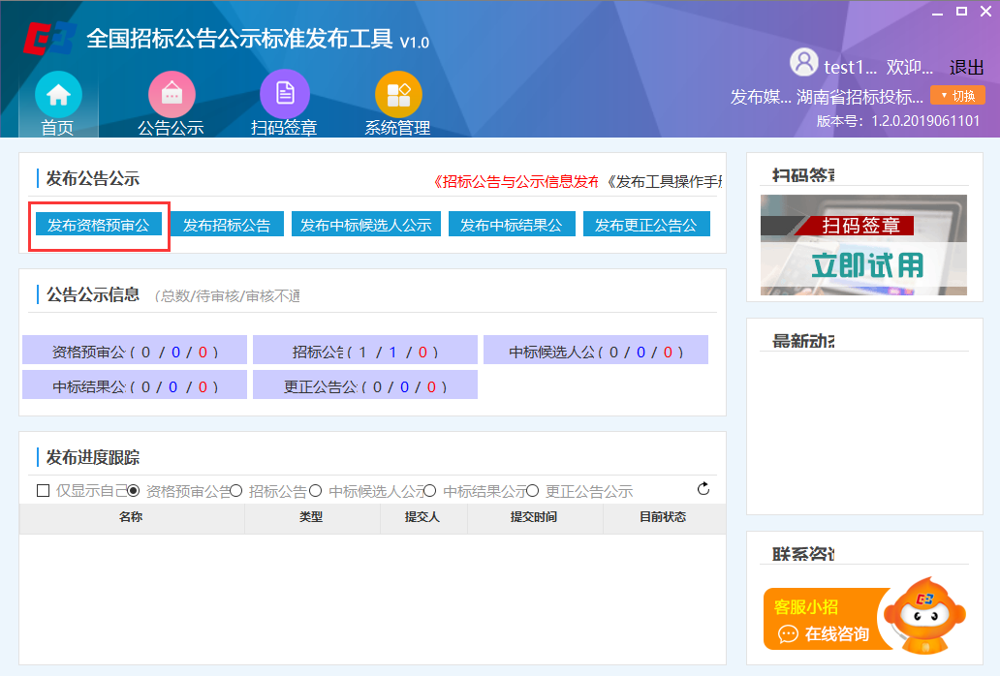 全国招标公告公示标准发布工具 V1.0
test1... 欢迎... 退出
发布媒... 湖南省招标投标... 切换
版本号：1.2.0.2019061101
首页 公告公示 扫码签章 系统管理
发布公告公示
《招标公告与公示信息发布 《发布工具操作手册
发布资格预审公 发布招标公告 发布中标候选人公示 发布中标结果公 发布更正公告公
公告公示信息 (总数/待审核/审核不通
资格预审公 ( 0 / 0 / 0 ) 招标公告 ( 1 / 1 / 0 ) 中标候选人公 ( 0 / 0 / 0 )
中标结果公 ( 0 / 0 / 0 ) 更正公告公 ( 0 / 0 / 0 )
发布进度跟踪
仅显示自己 资格预审公告 招标公告 中标候选人公示 中标结果公示 更正公告公示
名称 类型 提交人 提交时间 目前状态
扫码签章
扫码签章
立即试用
最新动态
联系咨询
客服小招
在线咨询